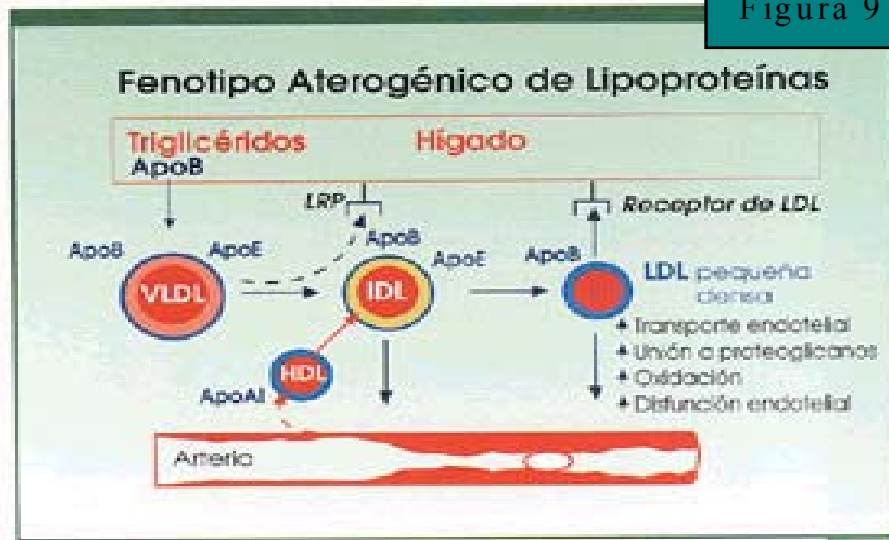 Figura 9
Fenotipo Aterogénico de Lipoproteínas
Triglicéridos Hígado
ApoB
LRP Receptor de LDL
ApoB ApoE ApoB ApoE ApoB
VLDL IDL LDL pequeña
densa
Transporte endotelial
Unión a proteoglicanos
HDL Oxidación
ApoAI Disfunción endotelial
Arteria